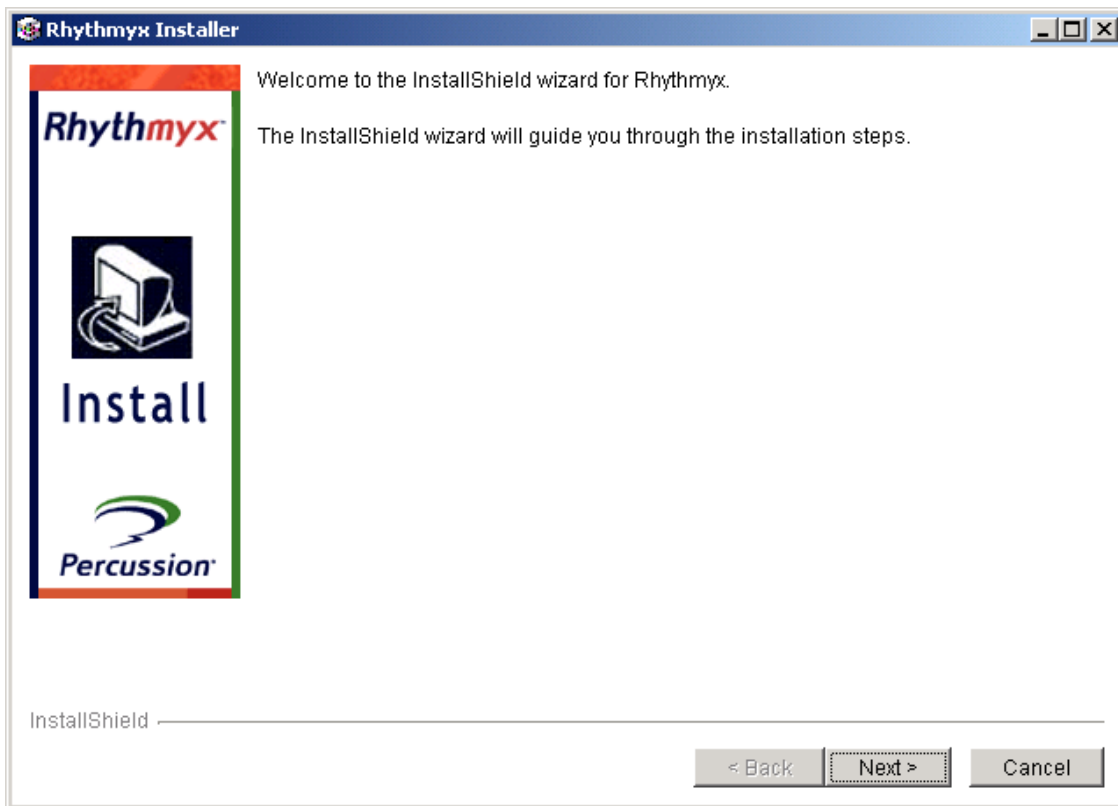 Rhythmyx Installer
Welcome to the InstallShield wizard for Rhythmyx.
The InstallShield wizard will guide you through the installation steps.
Rhythmyx
Install
Percussion
InstallShield
< Back
Next >
Cancel